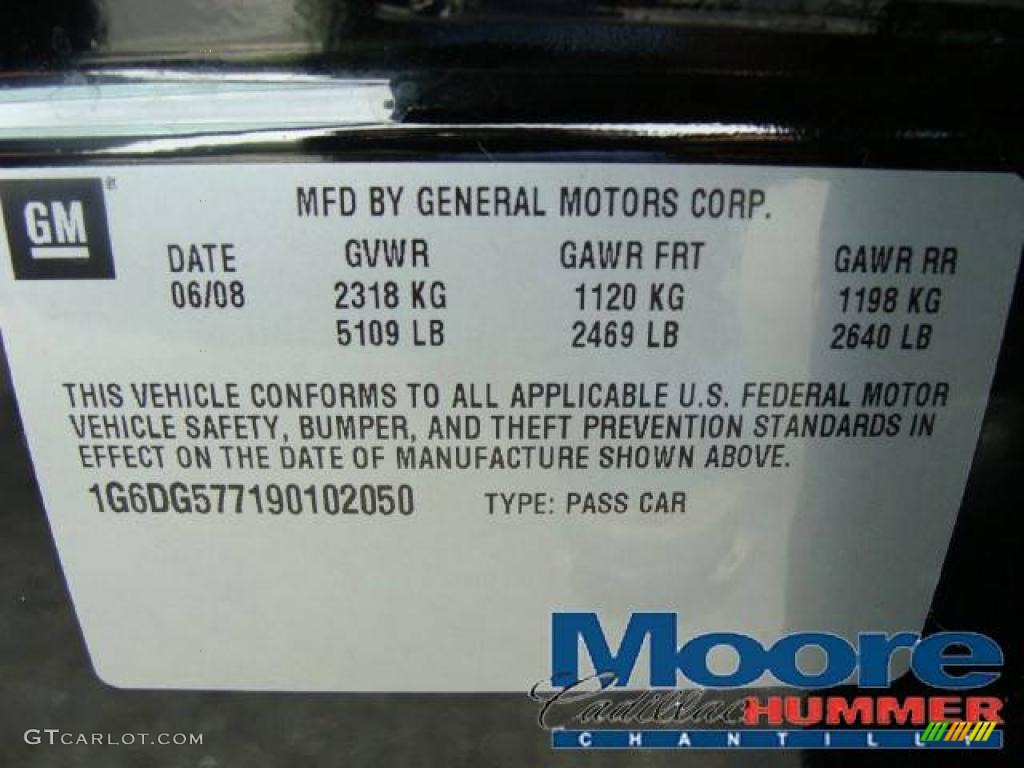 GM
MFD BY GENERAL MOTORS CORP.
DATE GVWR GAWR FRT GAWR RR
06/08 2318 KG 1120 KG 1198 KG
5109 LB 2469 LB 2640 LB
THIS VEHICLE CONFORMS TO ALL APPLICABLE U.S. FEDERAL MOTOR
VEHICLE SAFETY, BUMPER, AND THEFT PREVENTION STANDARDS IN
EFFECT ON THE DATE OF MANUFACTURE SHOWN ABOVE.
1G6DG577190102050 TYPE: PASS CAR
Moore
Cadillac HUMMER
CHANTILLY
GTCARLOT.COM